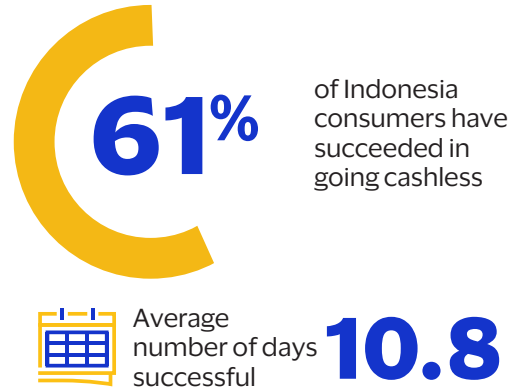 61%
of Indonesia
consumers have
succeeded in
going cashless
Average
number of days
successful
10.8